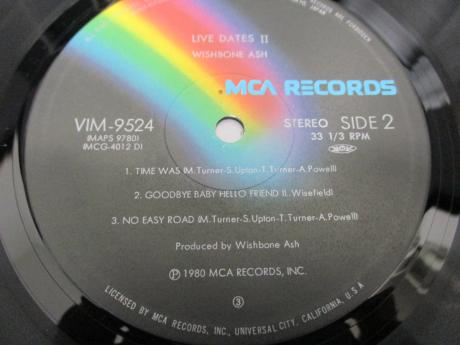 LIVE DATES II
WISHBONE ASH
MCA RECORDS
VIM-9524
(MAPS 9780)
(MCG-4012 D)
STEREO SIDE 2
33 1/3 RPM
1. TIME WAS (M.Turner-S.Upton-T.Turner-A.Powell)
2. GOODBYE BABY HELLO FRIEND (L.Wisefield)
3. NO EASY ROAD (M.Turner-S.Upton-T.Turner-A.Powell)
Produced by Wishbone Ash
Ⓟ 1980 MCA RECORDS, INC.
③
LICENSED BY MCA RECORDS, INC., UNIVERSAL CITY, CALIFORNIA, U.S.A